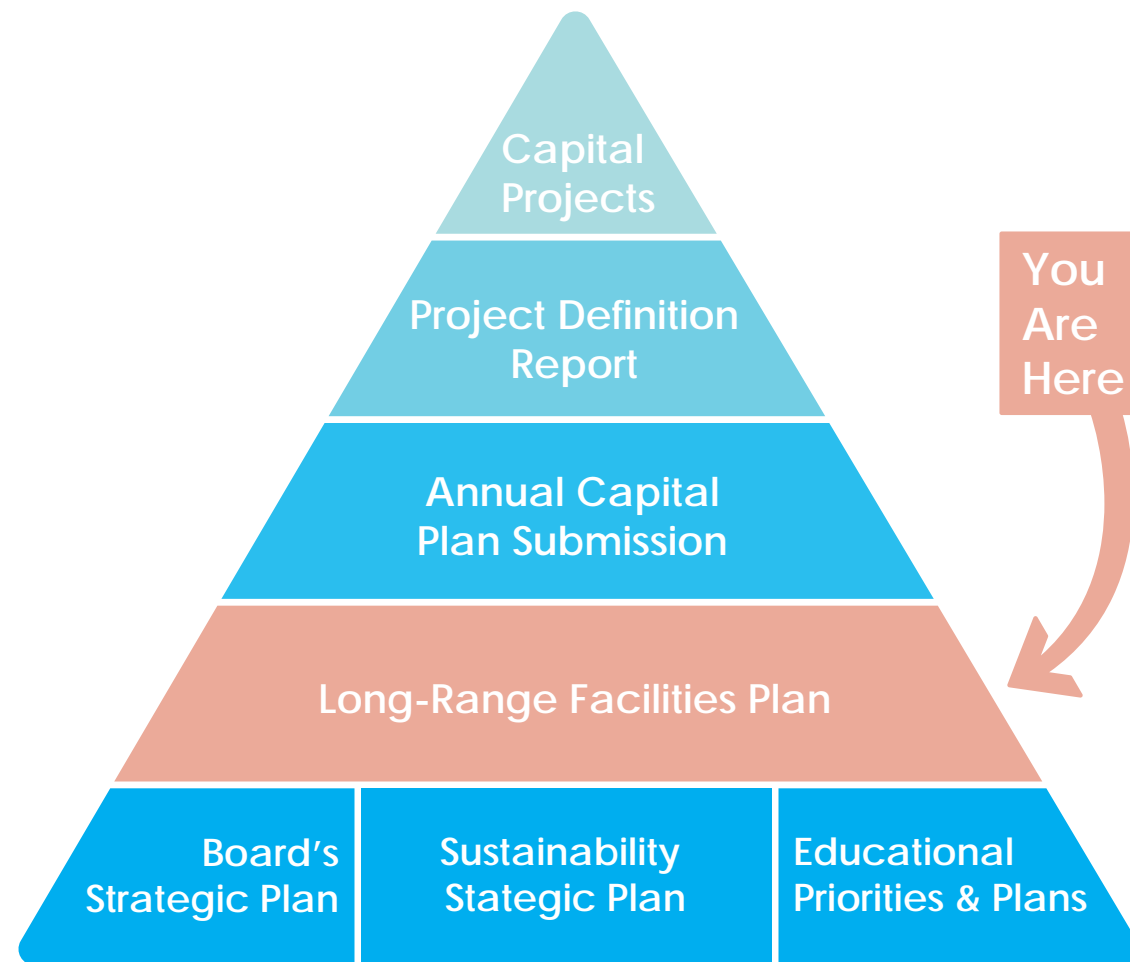 Capital
Projects
Project Definition
Report
You
Are
Here
Annual Capital
Plan Submission
Long-Range Facilities Plan
Board's
Strategic Plan
Sustainability
Stategic Plan
Educational
Priorities & Plans